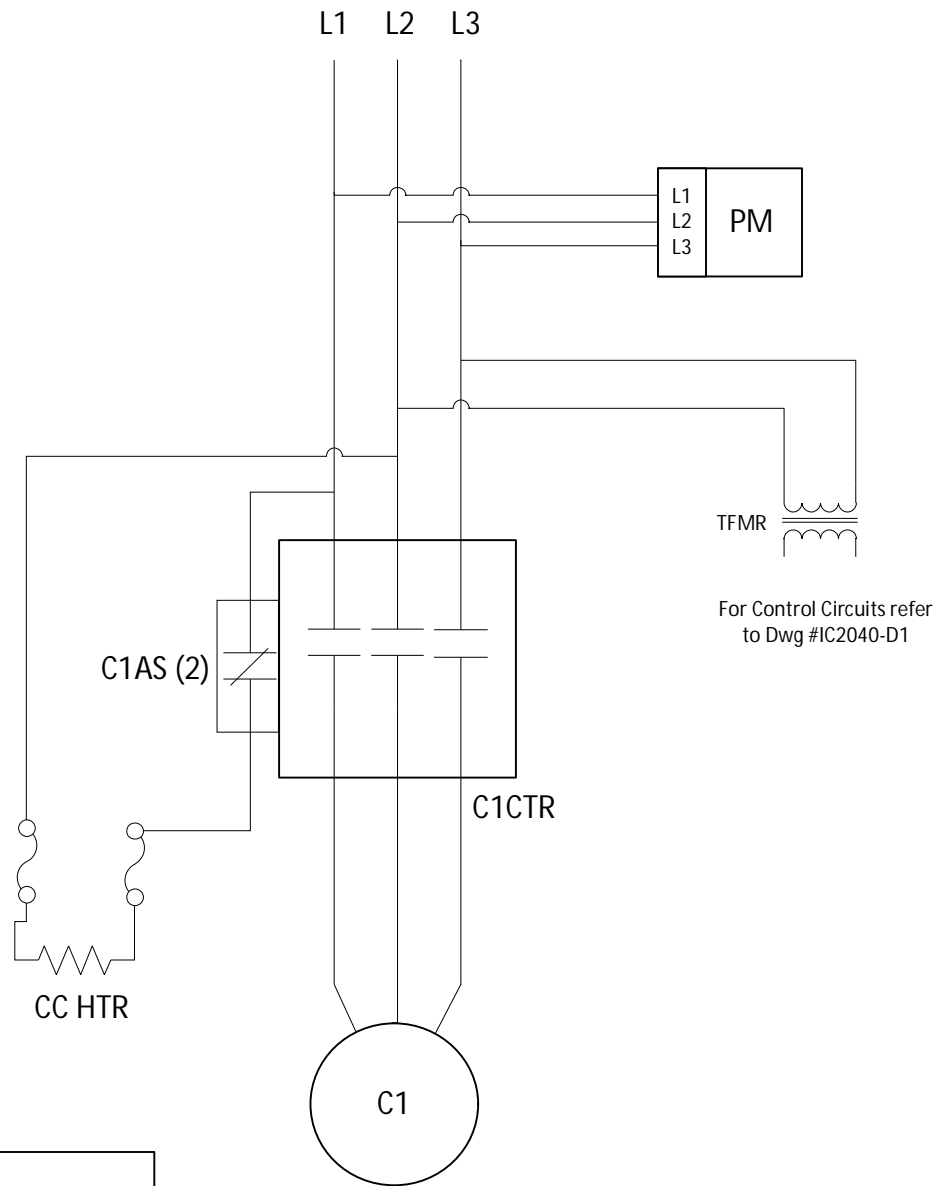 L1 L2 L3
L1
L2
L3
PM
TFMR
For Control Circuits refer
to Dwg #IC2040-D1
C1AS (2)
C1CTR
CC HTR
C1